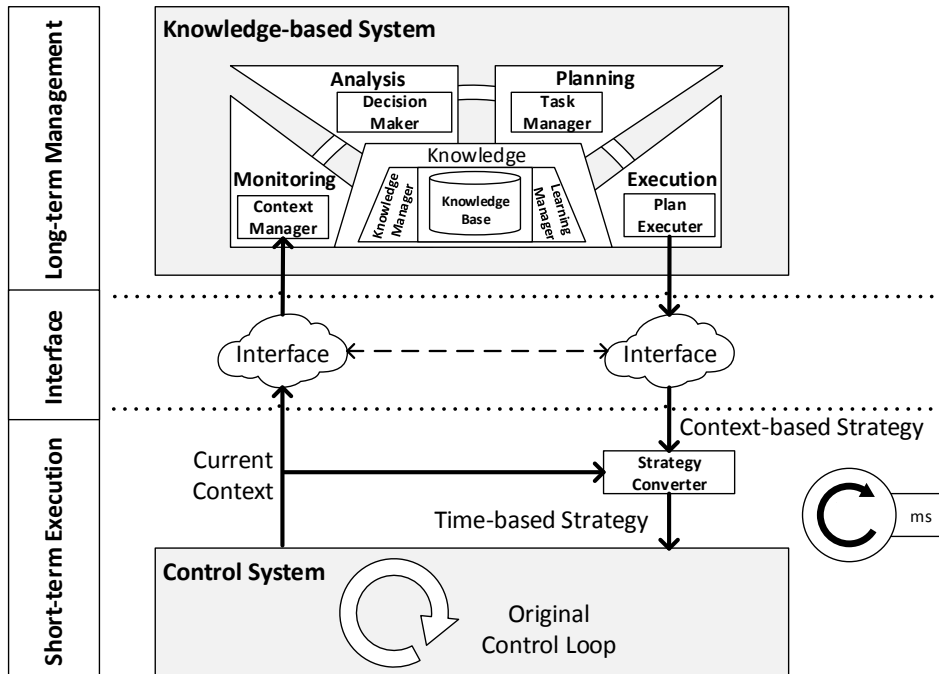 Long-term Management
Interface
Short-term Execution
Knowledge-based System
Analysis
Decision
Maker
Planning
Task
Manager
Monitoring
Context
Manager
Knowledge
Knowledge
Manager
Knowledge
Base
Learning
Manager
Execution
Plan
Executer
Interface
Interface
Context-based Strategy
Current
Context
Strategy
Converter
Time-based Strategy
ms
Control System
Original
Control Loop